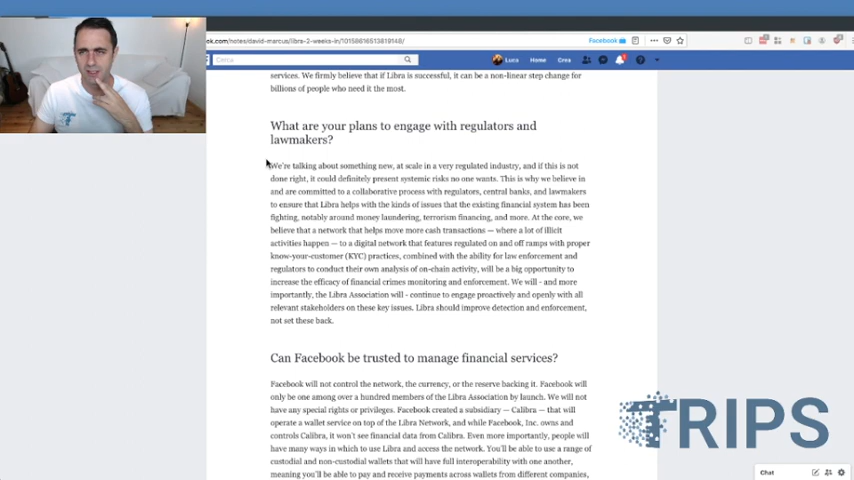 ek.com/notes/david-marcus/libra-2-weeks-in/10158616513819148/
Facebook
Cerca
Luca Home Crea
services. We firmly believe that if Libra is successful, it can be a non-linear step change for
billions of people who need it the most.
What are your plans to engage with regulators and
lawmakers?
We're talking about something new, at scale in a very regulated industry, and if this is not
done right, it could definitely present systemic risks no one wants. This is why we believe in
and are committed to a collaborative process with regulators, central banks, and lawmakers
to ensure that Libra helps with the kinds of issues that the existing financial system has been
fighting, notably around money laundering, terrorism financing, and more. At the core, we
believe that a network that helps move more cash transactions — where a lot of illicit
activities happen — to a digital network that features regulated on and off ramps with proper
know-your-customer (KYC) practices, combined with the ability for law enforcement and
regulators to conduct their own analysis of on-chain activity, will be a big opportunity to
increase the efficacy of financial crimes monitoring and enforcement. We will - and more
importantly, the Libra Association will - continue to engage proactively and openly with all
relevant stakeholders on these key issues. Libra should improve detection and enforcement,
not set these back.
Can Facebook be trusted to manage financial services?
Facebook will not control the network, the currency, or the reserve backing it. Facebook will
only be one among over a hundred members of the Libra Association by launch. We will not
have any special rights or privileges. Facebook created a subsidiary — Calibra — that will
operate a wallet service on top of the Libra Network, and while Facebook, Inc. owns and
controls Calibra, it won't see financial data from Calibra. Even more importantly, people will
have many ways in which to use Libra and access the network. You'll be able to use a range of
custodial and non-custodial wallets that will have full interoperability with one another,
meaning you'll be able to pay and receive payments across wallets from different companies,
TRIPS
Chat